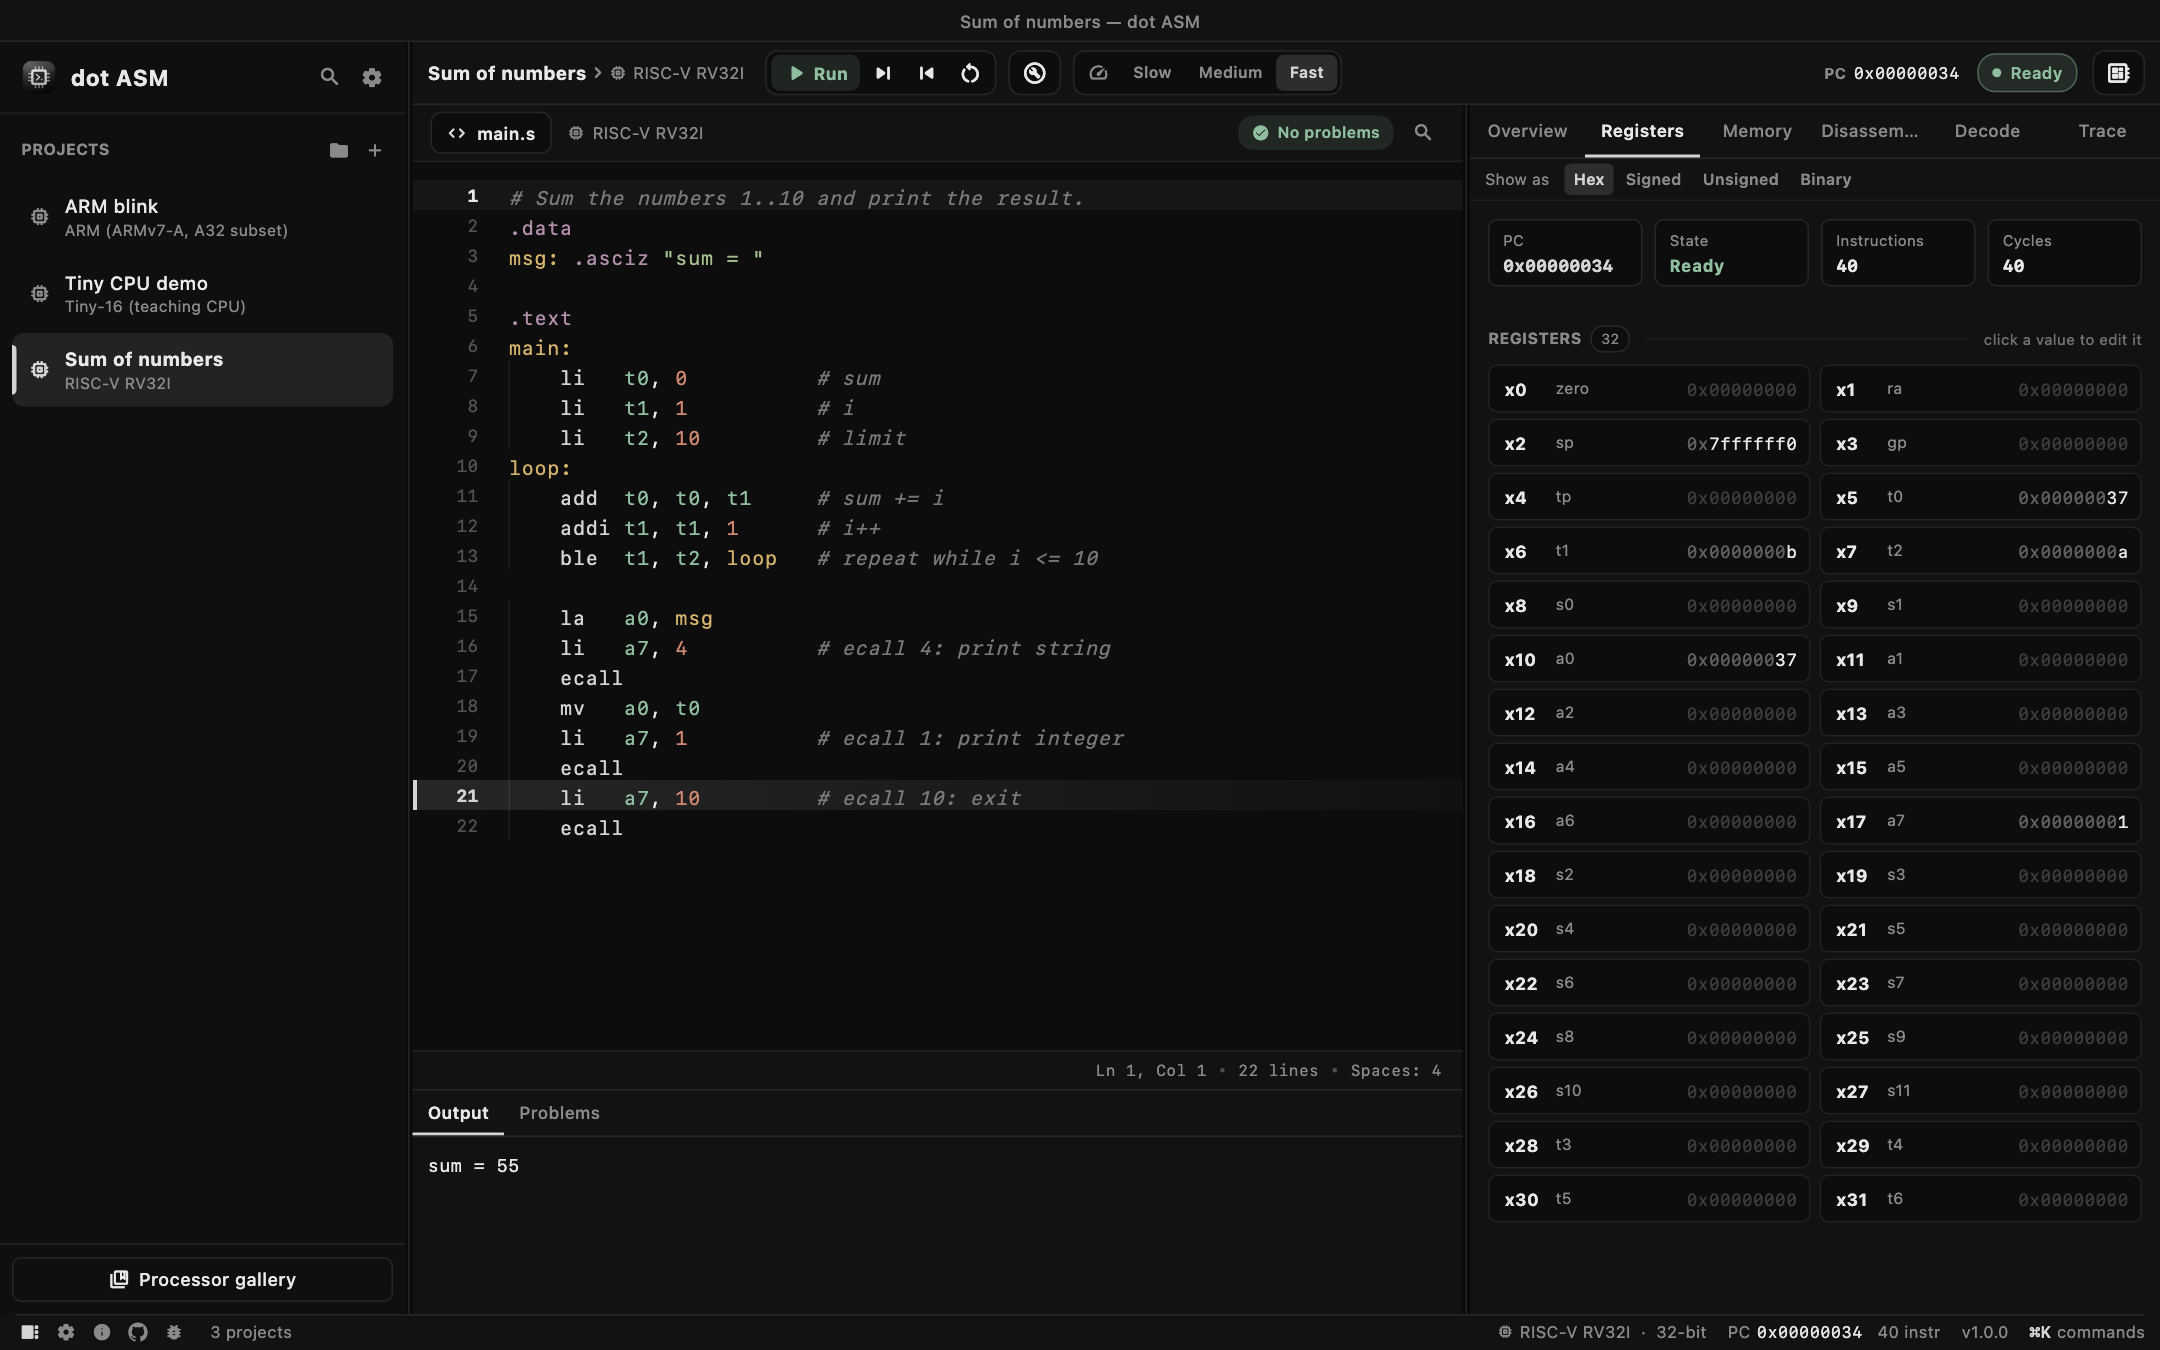 Sum of numbers — dot ASM
dot ASM
PROJECTS
ARM blink
ARM (ARMv7-A, A32 subset)
Tiny CPU demo
Tiny-16 (teaching CPU)
Sum of numbers
RISC-V RV32I
Processor gallery
Sum of numbers > RISC-V RV32I
Run
Slow Medium Fast
PC 0x00000034
Ready
main.s
RISC-V RV32I
No problems
1 # Sum the numbers 1..10 and print the result.
2 .data
3 msg: .asciz "sum = "
4
5 .text
6 main:
7 li t0, 0 # sum
8 li t1, 1 # i
9 li t2, 10 # limit
10 loop:
11 add t0, t0, t1 # sum += i
12 addi t1, t1, 1 # i++
13 ble t1, t2, loop # repeat while i <= 10
14
15 la a0, msg
16 li a7, 4 # ecall 4: print string
17 ecall
18 mv a0, t0
19 li a7, 1 # ecall 1: print integer
20 ecall
21 li a7, 10 # ecall 10: exit
22 ecall
Ln 1, Col 1 • 22 lines • Spaces: 4
Output Problems
sum = 55
Overview Registers Memory Disassem... Decode Trace
Show as Hex Signed Unsigned Binary
PC
0x00000034
State
Ready
Instructions
40
Cycles
40
REGISTERS 32 click a value to edit it
x0 zero 0x00000000
x1 ra 0x00000000
x2 sp 0x7ffffff0
x3 gp 0x00000000
x4 tp 0x00000000
x5 t0 0x00000037
x6 t1 0x0000000b
x7 t2 0x0000000a
x8 s0 0x00000000
x9 s1 0x00000000
x10 a0 0x00000037
x11 a1 0x00000000
x12 a2 0x00000000
x13 a3 0x00000000
x14 a4 0x00000000
x15 a5 0x00000000
x16 a6 0x00000000
x17 a7 0x00000001
x18 s2 0x00000000
x19 s3 0x00000000
x20 s4 0x00000000
x21 s5 0x00000000
x22 s6 0x00000000
x23 s7 0x00000000
x24 s8 0x00000000
x25 s9 0x00000000
x26 s10 0x00000000
x27 s11 0x00000000
x28 t3 0x00000000
x29 t4 0x00000000
x30 t5 0x00000000
x31 t6 0x00000000
3 projects
RISC-V RV32I · 32-bit PC 0x00000034 40 instr v1.0.0 ⌘K commands